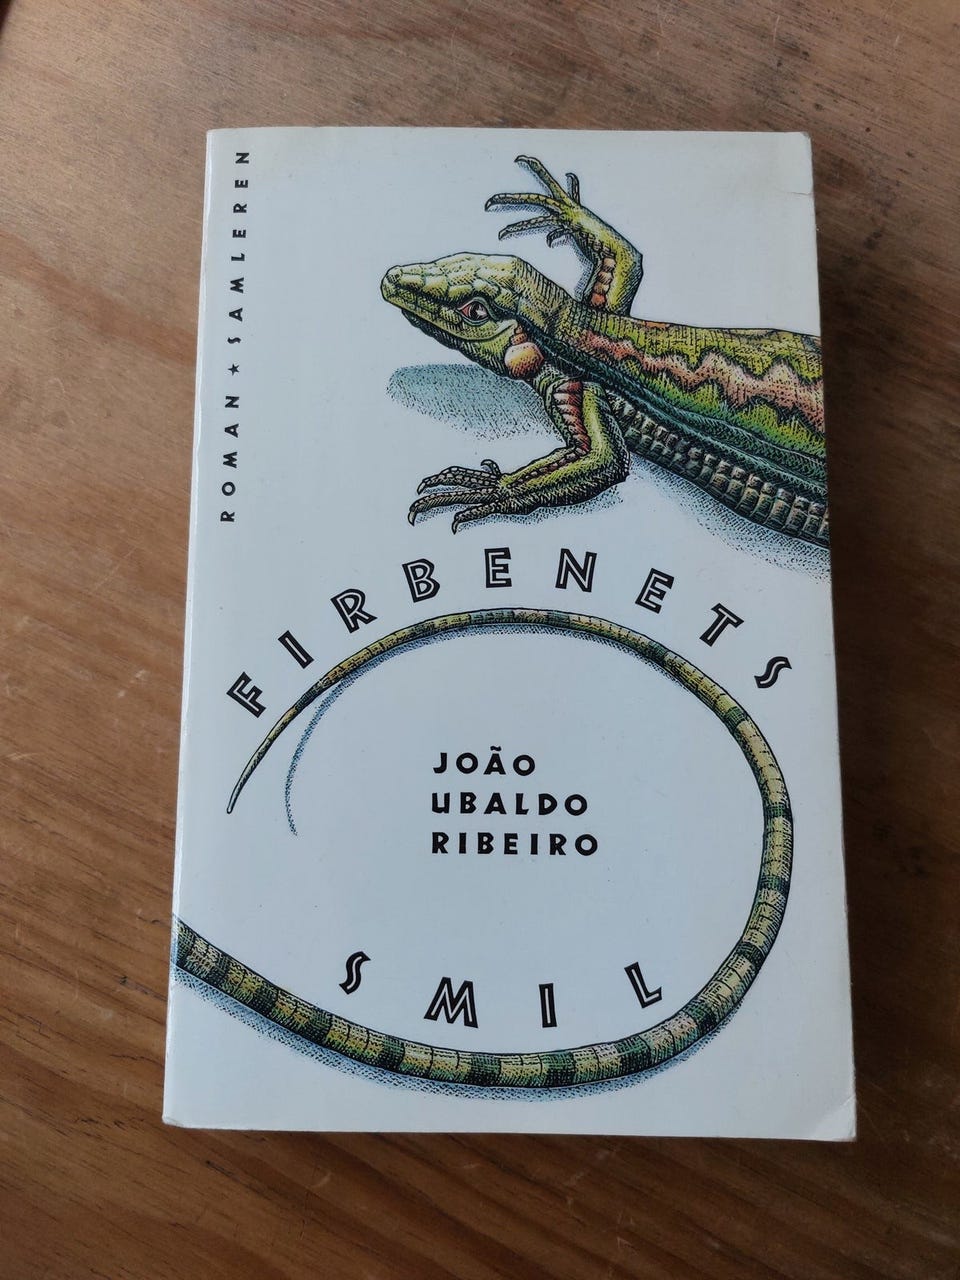 ROMAN ★ SAMLEREN
FIRBENETS
JOÃO
UBALDO
RIBEIRO
SMIL